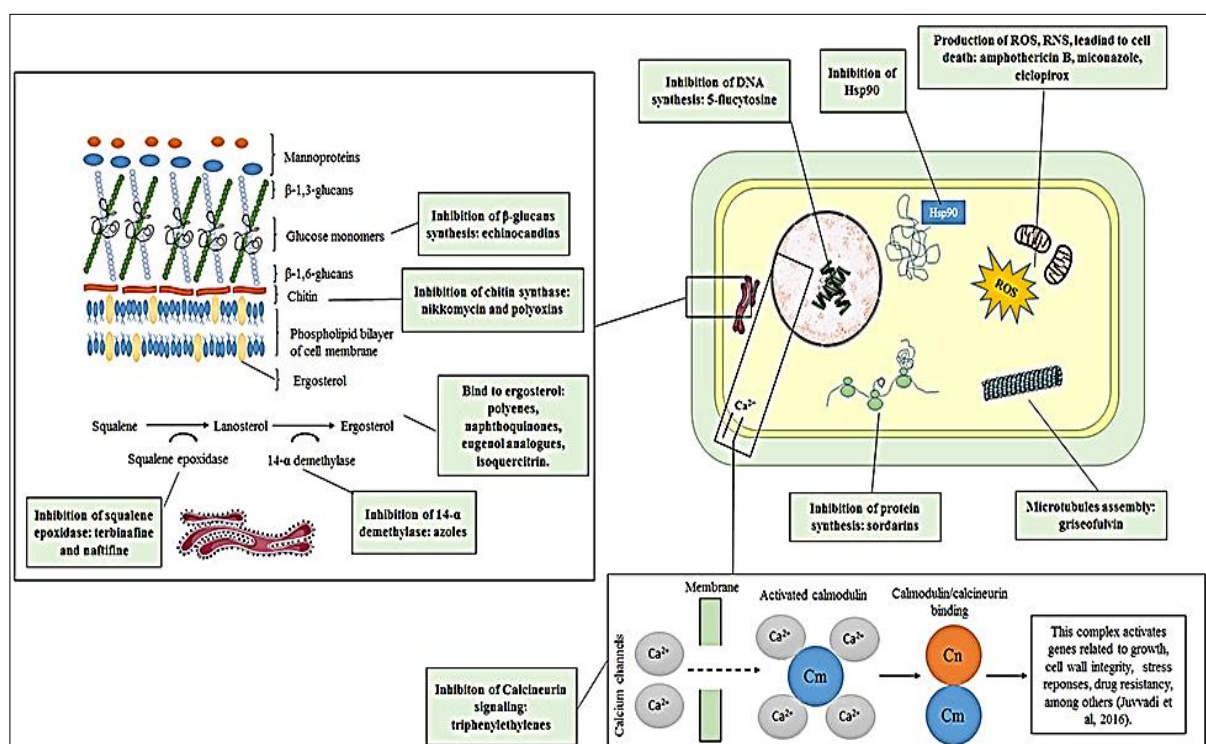 Production of ROS, RNS, leadind to cell
death: amphothericin B, miconazole,
ciclopirox
Inhibition of
Hsp90
Inhibition of DNA
synthesis: 5-flucytosine
Mannoproteins
β-1,3-glucans
Glucose monomers
β-1,6-glucans
Chitin
Phospholipid bilayer
of cell membrane
Ergosterol
Inhibition of β-glucans
synthesis: echinocandins
Inhibition of chitin synthase:
nikkomycin and polyoxins
Bind to ergosterol:
polyenes,
naphthoquinones,
eugenol analogues,
isoquercitrin.
Squalene
Lanosterol
Ergosterol
Squalene epoxidase
14-α demethylase
Inhibition of squalene
epoxidase: terbinafine
and naftifine
Inhibition of 14-α
demethylase: azoles
Hsp90
ROS
Ca²⁺
Inhibition of protein
synthesis: sordarins
Microtubules assembly:
griseofulvin
Inhibiton of Calcineurin
signaling:
triphenylethylenes
Calcium channels
Membrane
Ca²⁺
Ca²⁺
Activated calmodulin
Ca²⁺
Ca²⁺
Cm
Ca²⁺
Ca²⁺
Calmodulin/calcineurin
binding
Cn
Cm
This complex activates
genes related to growth,
cell wall integrity, stress
reponses, drug resistancy,
among others (Juvvadi et
al, 2016).